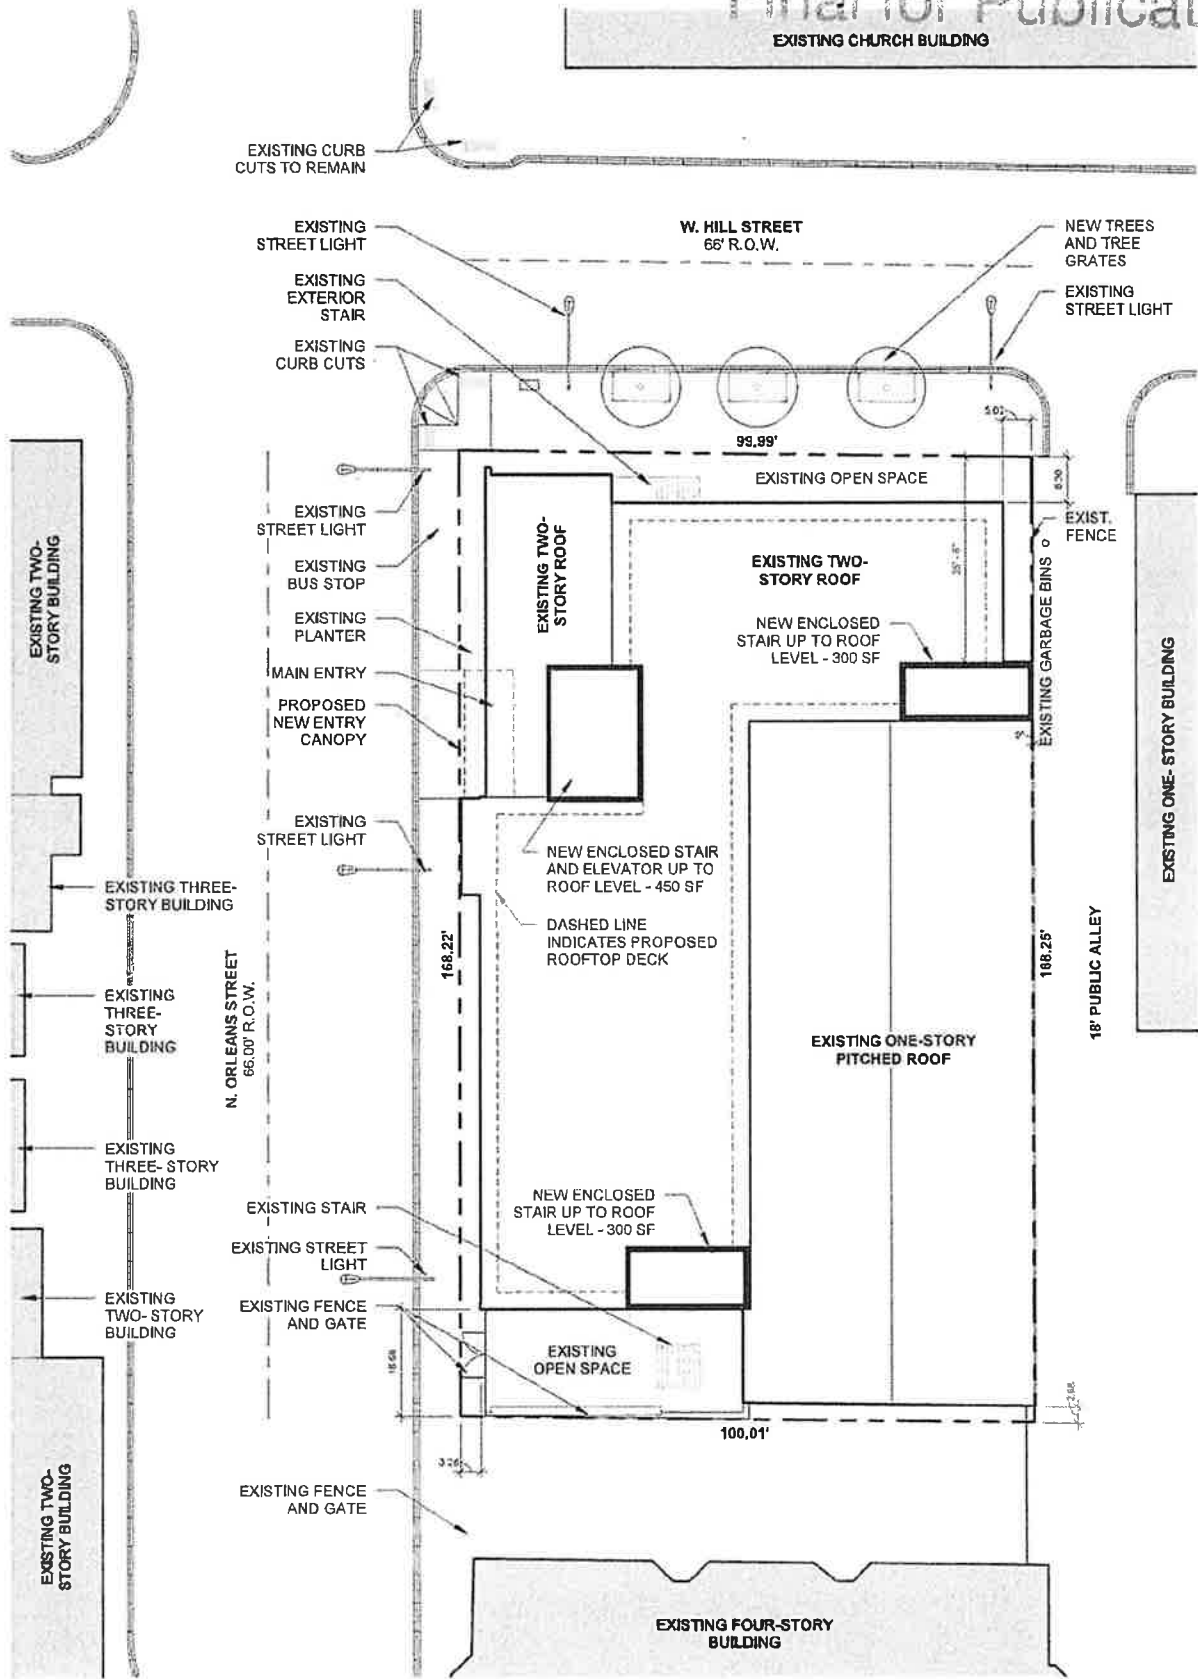 Final for Publicat
EXISTING CHURCH BUILDING
EXISTING CURB
CUTS TO REMAIN
EXISTING
STREET LIGHT
W. HILL STREET
66' R.O.W.
NEW TREES
AND TREE
GRATES
EXISTING
EXTERIOR
STAIR
EXISTING
STREET LIGHT
EXISTING
CURB CUTS
99.99'
EXISTING OPEN SPACE
EXISTING
STREET LIGHT
EXIST.
FENCE
EXISTING TWO-
STORY BUILDING
EXISTING TWO-
STORY ROOF
EXISTING TWO-
STORY ROOF
EXISTING
BUS STOP
EXISTING GARBAGE BINS
EXISTING
PLANTER
NEW ENCLOSED
STAIR UP TO ROOF
LEVEL - 300 SF
MAIN ENTRY
PROPOSED
NEW ENTRY
CANOPY
EXISTING ONE- STORY BUILDING
EXISTING
STREET LIGHT
NEW ENCLOSED STAIR
AND ELEVATOR UP TO
ROOF LEVEL - 450 SF
EXISTING THREE-
STORY BUILDING
DASHED LINE
INDICATES PROPOSED
ROOFTOP DECK
168.22'
168.25'
18' PUBLIC ALLEY
N. ORLEANS STREET
66.00' R.O.W.
EXISTING
THREE-
STORY
BUILDING
EXISTING ONE-STORY
PITCHED ROOF
EXISTING
THREE- STORY
BUILDING
NEW ENCLOSED
STAIR UP TO ROOF
LEVEL - 300 SF
EXISTING STAIR
EXISTING STREET
LIGHT
EXISTING
TWO- STORY
BUILDING
EXISTING FENCE
AND GATE
EXISTING
OPEN SPACE
2.68
100.01'
3.26
EXISTING FENCE
AND GATE
EXISTING TWO-
STORY BUILDING
EXISTING FOUR-STORY
BUILDING